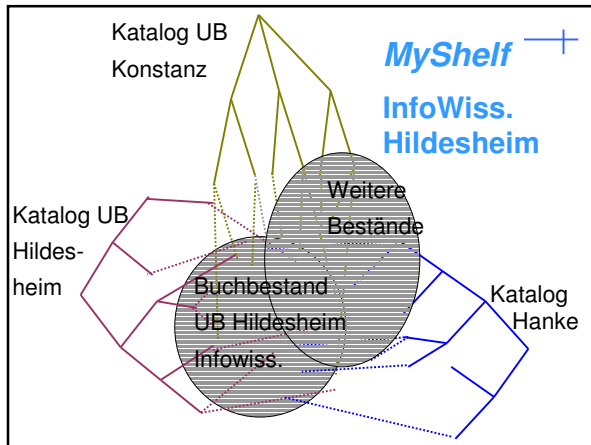 Katalog UB
Konstanz
MyShelf
InfoWiss.
Hildesheim
Weitere
Bestände
Katalog UB
Hildes-
heim
Buchbestand
UB Hildesheim
Infowiss.
Katalog
Hanke